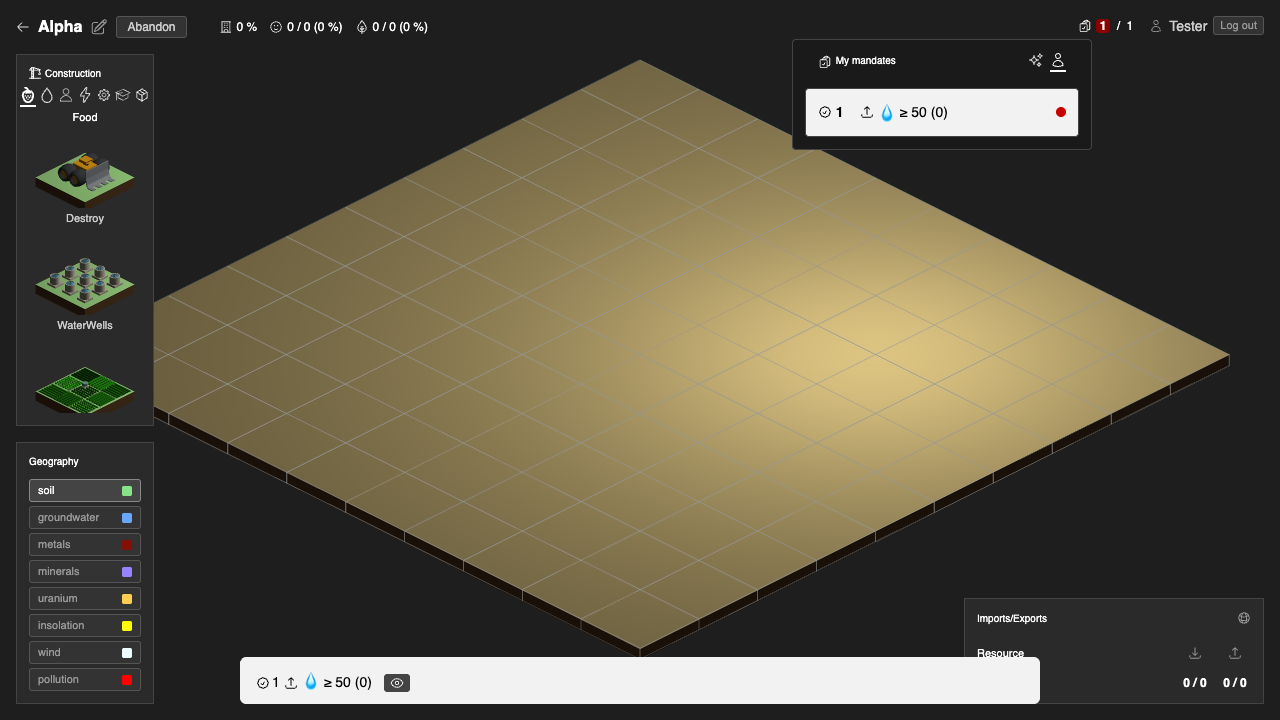 Alpha
Abandon
0 %
0 / 0 (0 %)
0 / 0 (0 %)
1 / 1
Tester
Log out
My mandates
1 ≥ 50 (0)
Construction
Food
Destroy
WaterWells
Geography
soil
groundwater
metals
minerals
uranium
insolation
wind
pollution
Imports/Exports
Resource
0 / 0 0 / 0
1 ≥ 50 (0)